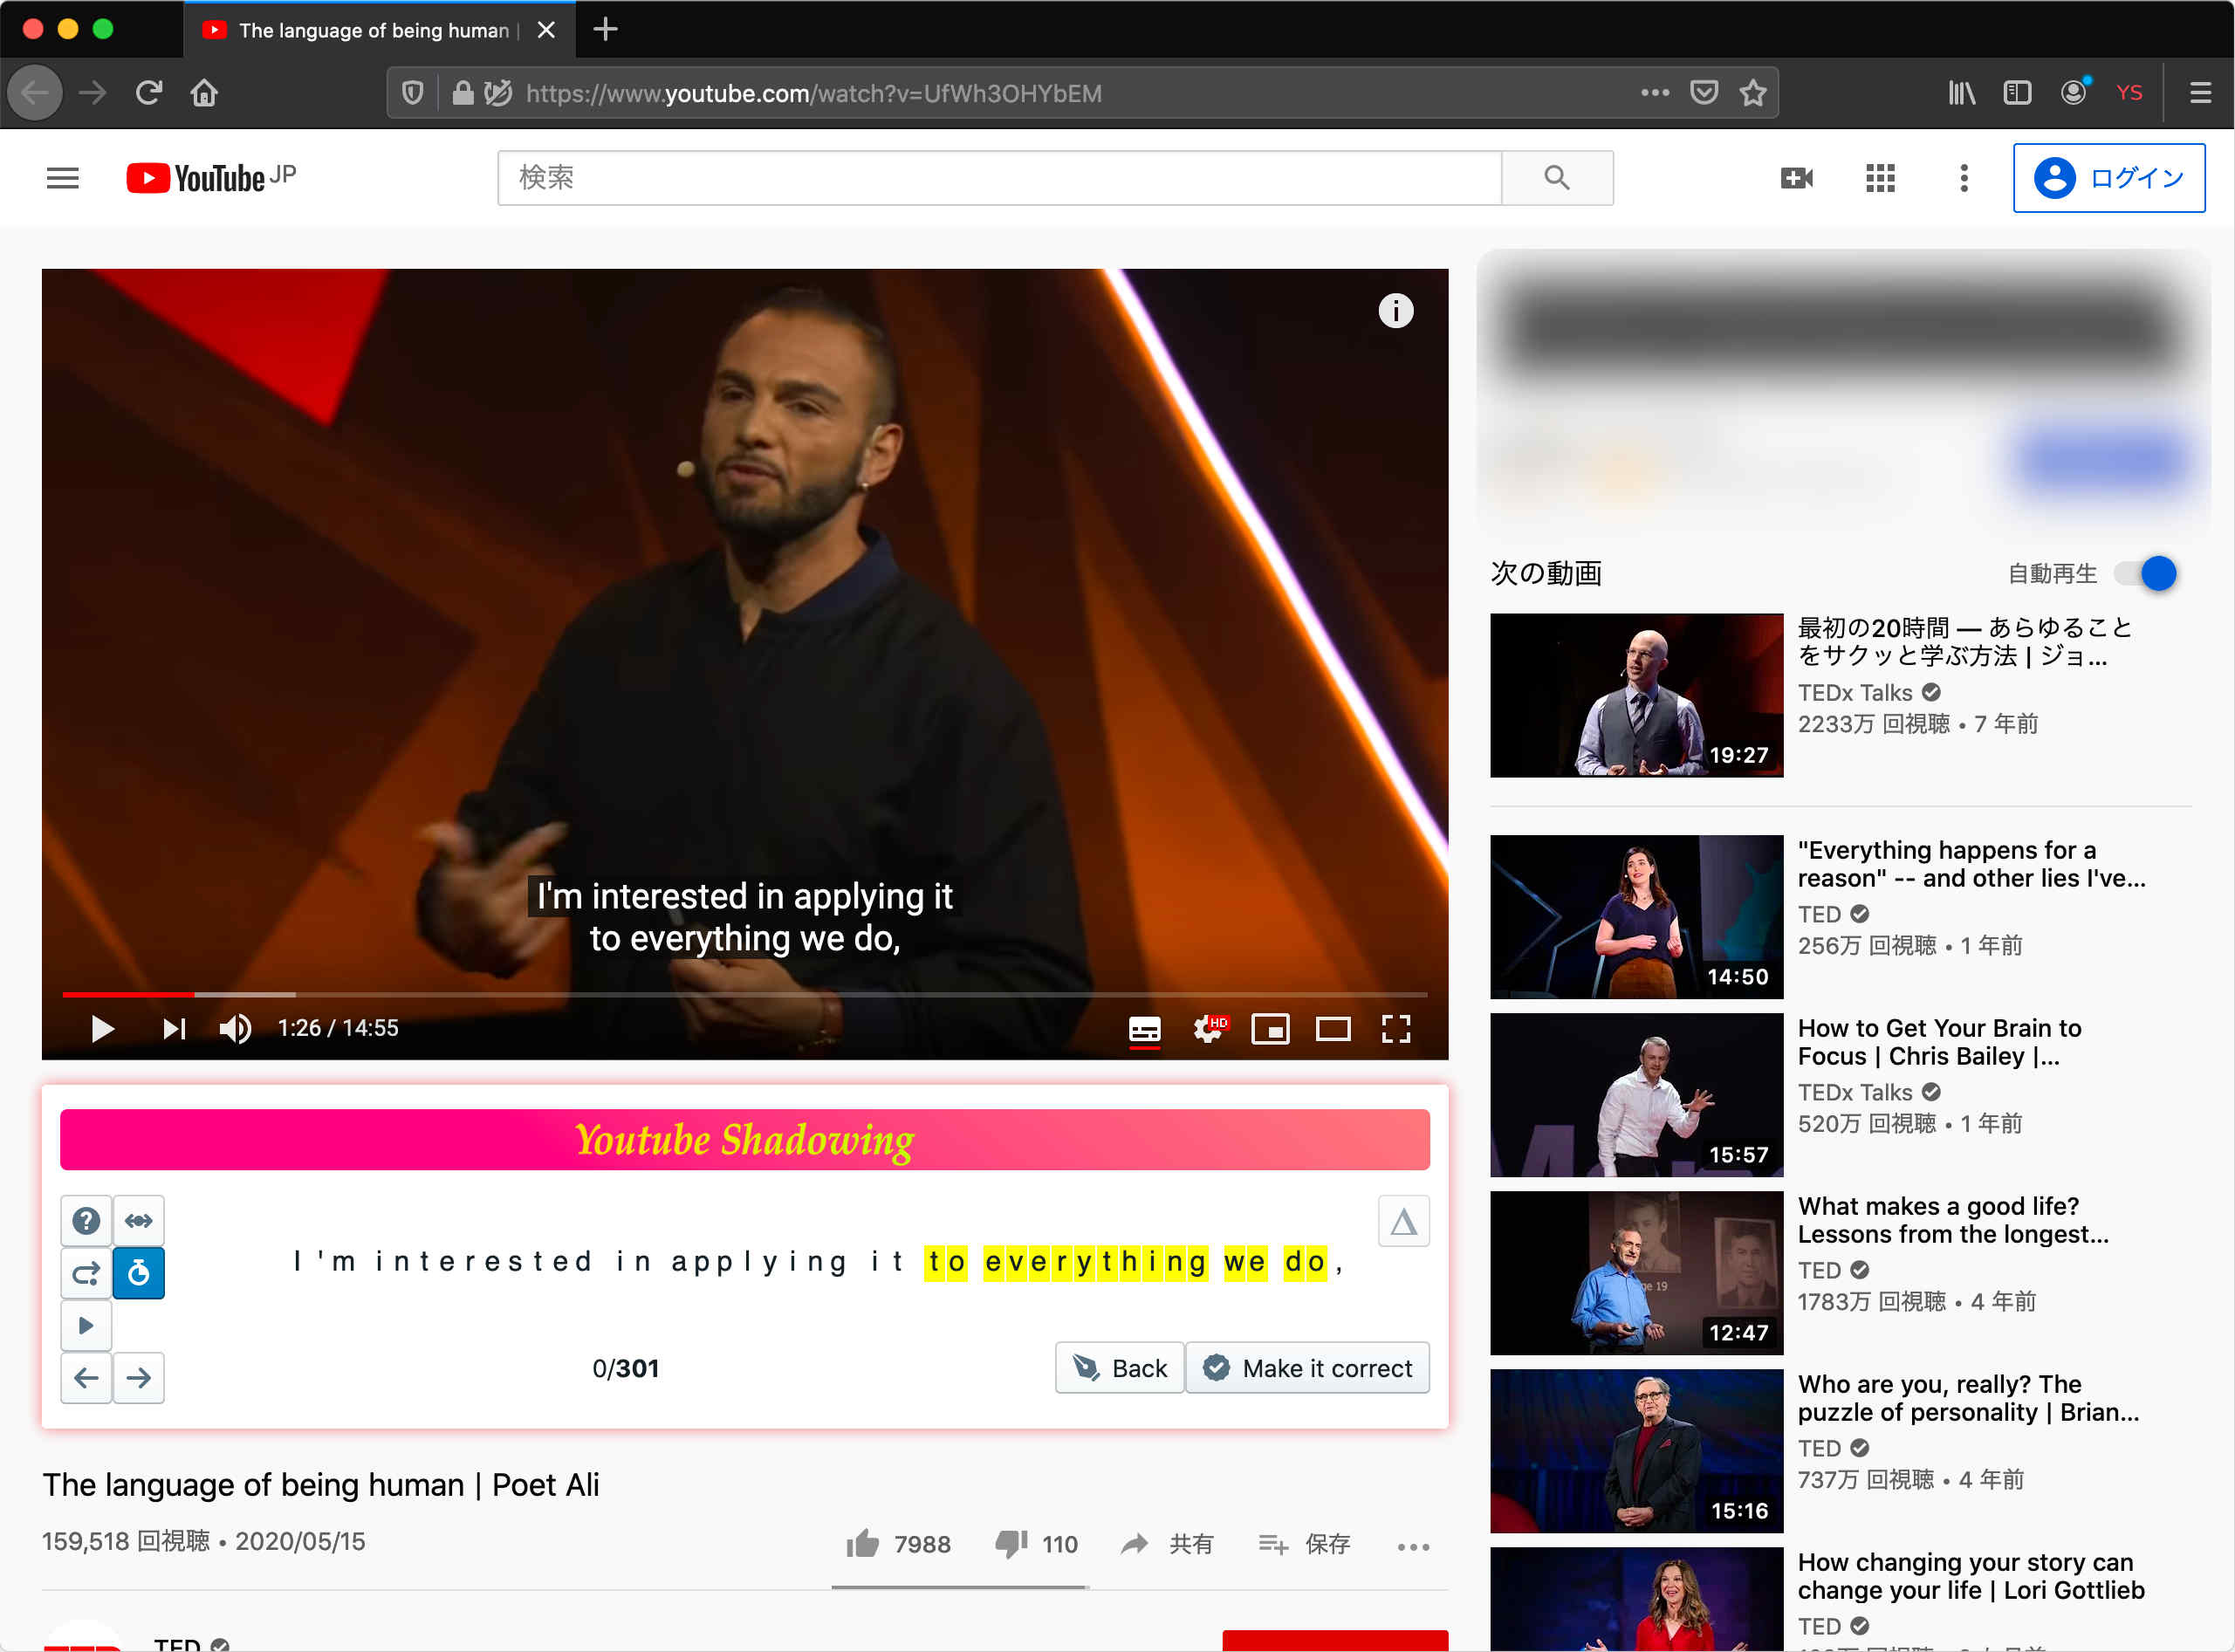 The language of being human |
https://www.youtube.com/watch?v=UfWh3OHYbEM
YS
YouTube JP
検索
ログイン
I'm interested in applying it
to everything we do,
HD
1:26 / 14:55
Youtube Shadowing
I'm interested in applying it to everything we do,
0/301
Back
Make it correct
The language of being human | Poet Ali
159,518 回視聴 • 2020/05/15
7988
110
共有
保存
TED
次の動画
自動再生
19:27
最初の20時間 — あらゆること
をサクッと学ぶ方法 | ジョ...
TEDx Talks
2233万 回視聴 • 7 年前
14:50
"Everything happens for a
reason" -- and other lies I've...
TED
256万 回視聴 • 1 年前
15:57
How to Get Your Brain to
Focus | Chris Bailey |...
TEDx Talks
520万 回視聴 • 1 年前
12:47
What makes a good life?
Lessons from the longest...
TED
1783万 回視聴 • 4 年前
15:16
Who are you, really? The
puzzle of personality | Brian...
TED
737万 回視聴 • 4 年前
How changing your story can
change your life | Lori Gottlieb
TED